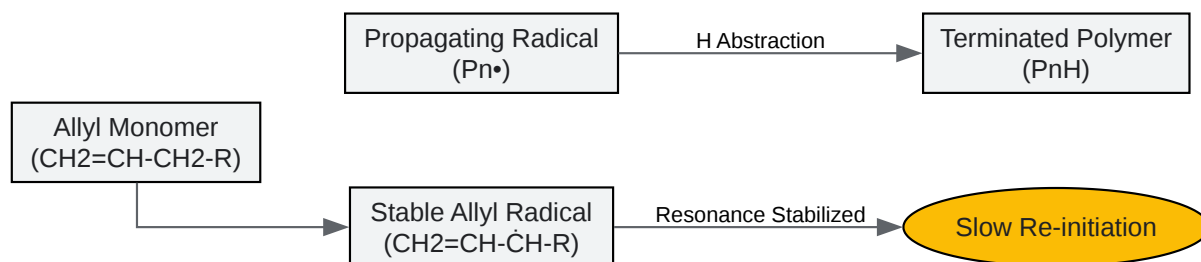 Propagating Radical
(Pn•)
H Abstraction
Terminated Polymer
(PnH)
Allyl Monomer
(CH2=CH-CH2-R)
Stable Allyl Radical
(CH2=CH-ĊH-R)
Resonance Stabilized
Slow Re-initiation